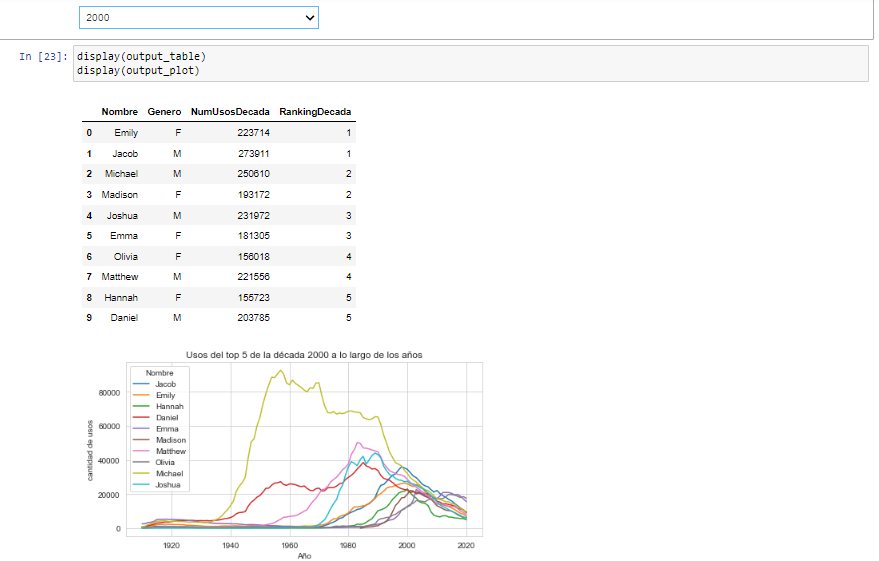 2000
In [23]: display(output_table)
display(output_plot)
Nombre Genero NumUsosDecada RankingDecada
0 Emily F 223714 1
1 Jacob M 273911 1
2 Michael M 250610 2
3 Madison F 193172 2
4 Joshua M 231972 3
5 Emma F 181305 3
6 Olivia F 156018 4
7 Matthew M 221556 4
8 Hannah F 155723 5
9 Daniel M 203785 5
Usos del top 5 de la década 2000 a lo largo de los años
Nombre
Jacob
Emily
Hannah
Daniel
Emma
Madison
Matthew
Olivia
Michael
Joshua
cantidad de usos
80000
60000
40000
20000
0
1920 1940 1960 1980 2000 2020
Año